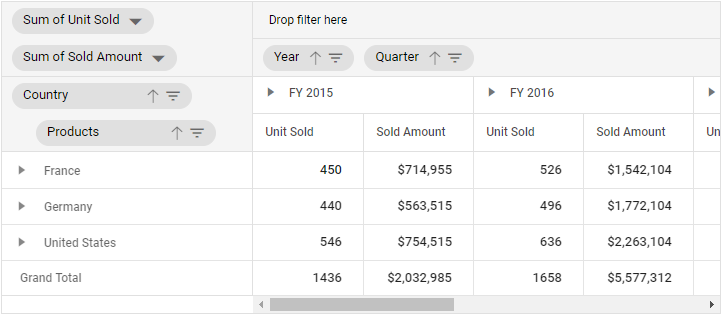 Sum of Unit Sold
Drop filter here
Sum of Sold Amount
Year
Quarter
Country
FY 2015
FY 2016
Products
Unit Sold
Sold Amount
Unit Sold
Sold Amount
Un
France
450
$714,955
526
$1,542,104
Germany
440
$563,515
496
$1,772,104
United States
546
$754,515
636
$2,263,104
Grand Total
1436
$2,032,985
1658
$5,577,312